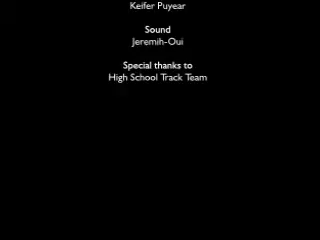 Keifer Puyear
Sound
Jeremih-Oui
Special thanks to
High School Track Team